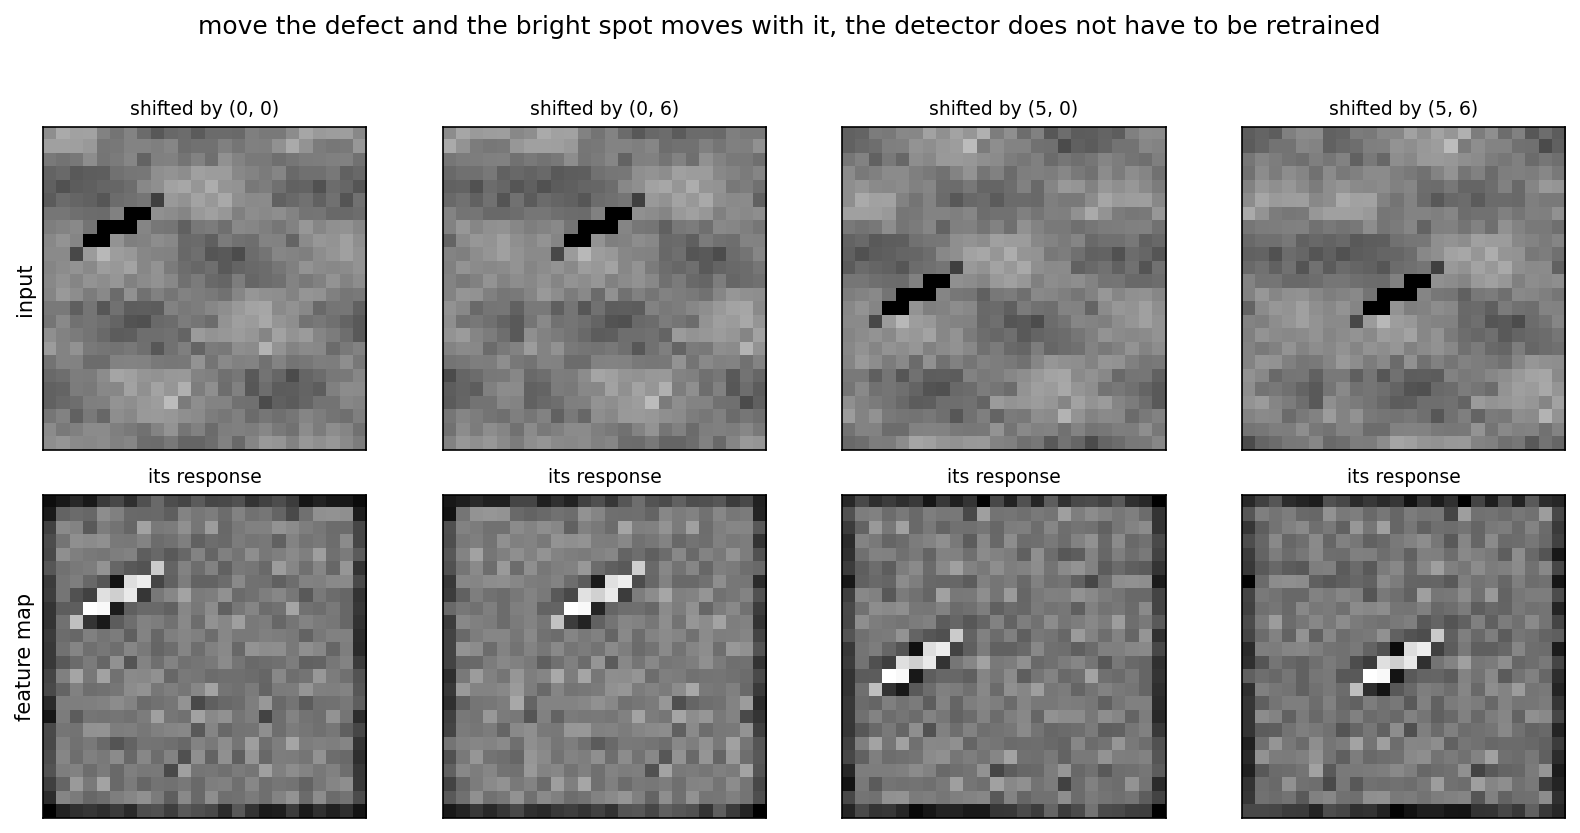 move the defect and the bright spot moves with it, the detector does not have to be retrained
shifted by (0, 0)
shifted by (0, 6)
shifted by (5, 0)
shifted by (5, 6)
input
its response
its response
its response
its response
feature map